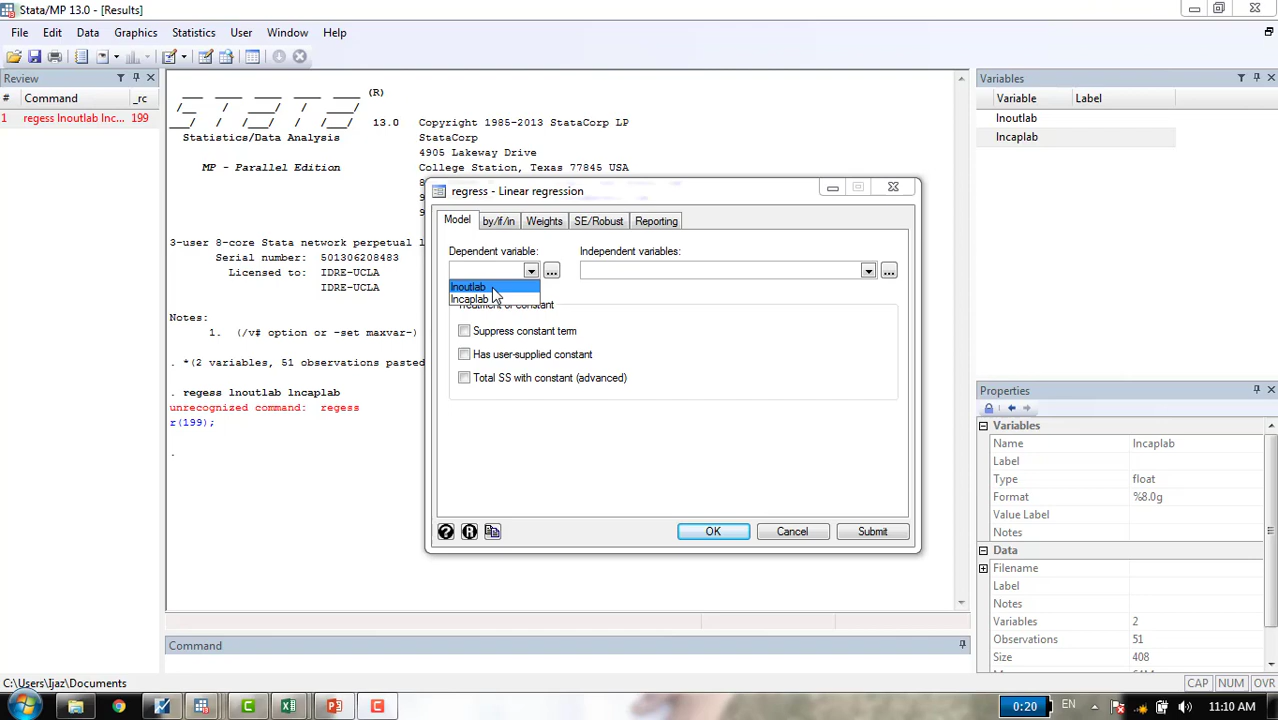 Stata/MP 13.0 - [Results]
File Edit Data Graphics Statistics User Window Help
Review
# Command _rc
1 regess lnoutlab lnc... 199
(R)
Statistics/Data Analysis
MP - Parallel Edition
13.0 Copyright 1985-2013 StataCorp LP
StataCorp
4905 Lakeway Drive
College Station, Texas 77845 USA
8
9
9
3-user 8-core Stata network perpetual l
Serial number: 501306208483
Licensed to: IDRE-UCLA
IDRE-UCLA
Notes:
1. (/v# option or -set maxvar-)
. *(2 variables, 51 observations pasted
. regess lnoutlab lncaplab
unrecognized command: regess
r(199);
.
regress - Linear regression
Model by/if/in Weights SE/Robust Reporting
Dependent variable: Independent variables:
...
...
lnoutlab
lncaplab
Treatment of constant
Suppress constant term
Has user-supplied constant
Total SS with constant (advanced)
? R OK Cancel Submit
Variables
Variable Label
lnoutlab
lncaplab
Properties
Variables
Name lncaplab
Label
Type float
Format %8.0g
Value Label
Notes
Data
Filename
Label
Notes
Variables 2
Observations 51
Size 408
Command
C:\Users\Ijaz\Documents
CAP NUM OVR
0:20 EN 11:10 AM